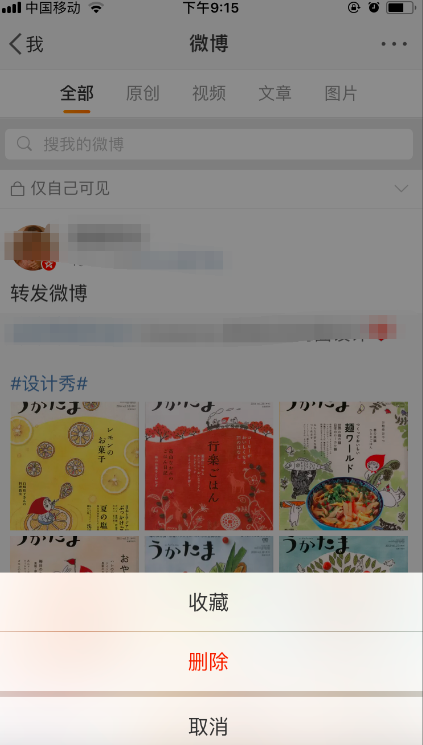 中国移动
下午9:15
我
微博
全部
原创
视频
文章
图片
搜我的微博
仅自己可见
转发微博
#设计秀#
うかたま
レモンのお菓子
うかたま
行楽ごはん
うかたま
麺ワールド
うかたま
おや
うかたま
うかたま
收藏
删除
取消